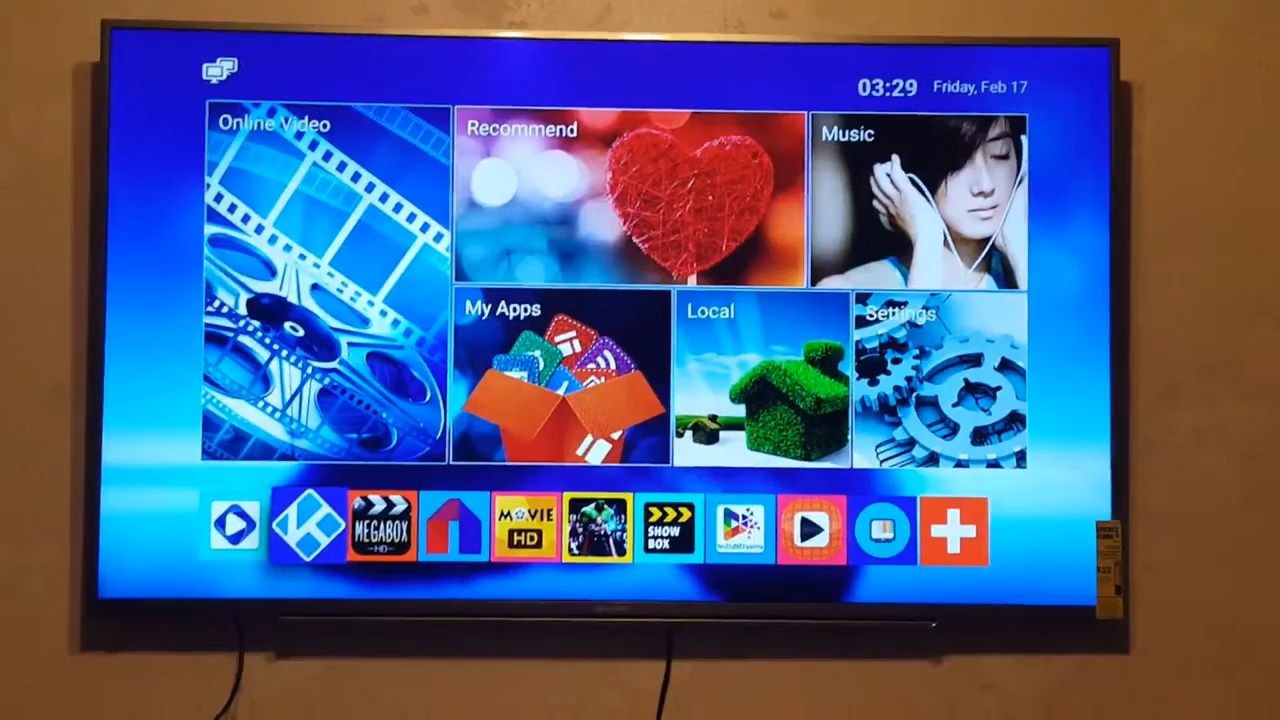 03:29 Friday, Feb 17
Online Video
Recommend
Music
My Apps
Local
Settings
MEGABOX
HD
MOVIE
HD
SHOW
BOX